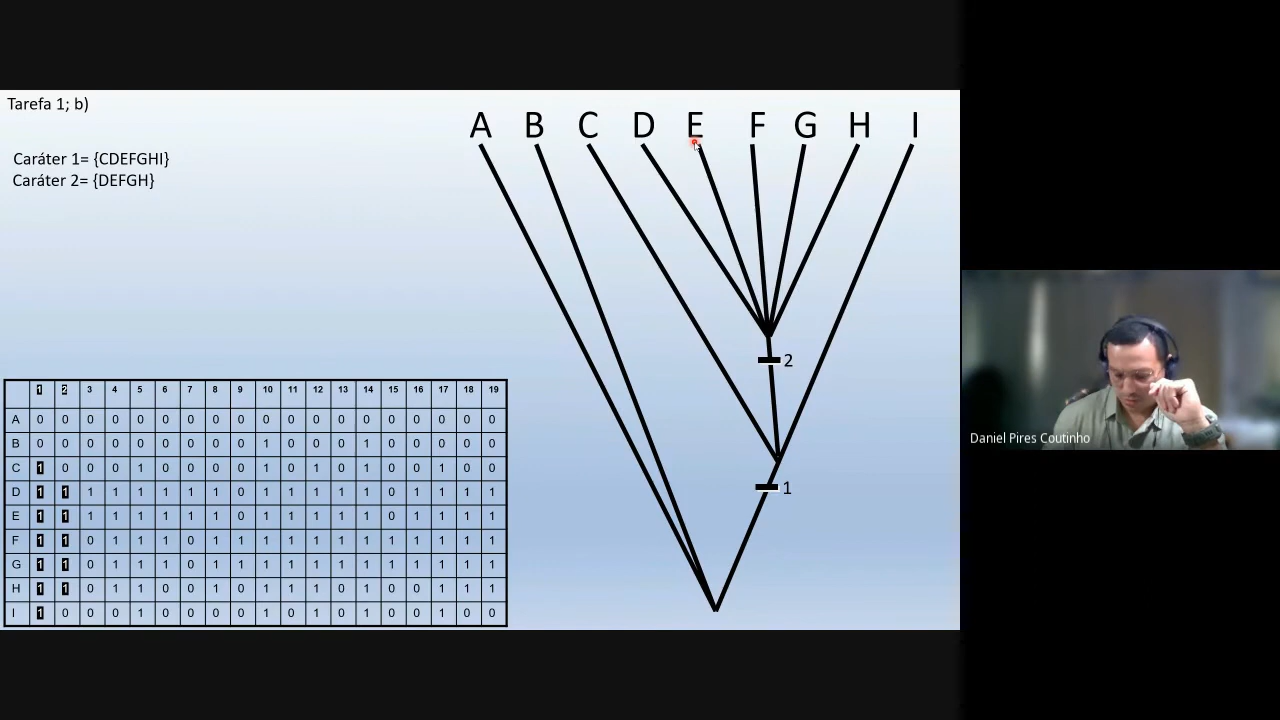 Tarefa 1; b)
Caráter 1= {CDEFGHI}
Caráter 2= {DEFGH}
A B C D E F G H I
2
1
1 2 3 4 5 6 7 8 9 10 11 12 13 14 15 16 17 18 19
A 0 0 0 0 0 0 0 0 0 0 0 0 0 0 0 0 0 0 0
B 0 0 0 0 0 0 0 0 0 1 0 0 0 1 0 0 0 0 0
C 1 0 0 0 1 0 0 0 0 1 0 1 0 1 0 0 1 0 0
D 1 1 1 1 1 1 1 1 0 1 1 1 1 1 0 1 1 1 1
E 1 1 1 1 1 1 1 1 0 1 1 1 1 1 0 1 1 1 1
F 1 1 0 1 1 1 0 1 1 1 1 1 1 1 1 1 1 1 1
G 1 1 0 1 1 1 0 1 1 1 1 1 1 1 1 1 1 1 1
H 1 1 0 1 1 0 0 1 0 1 1 1 0 1 0 0 1 1 1
I 1 0 0 0 1 0 0 0 0 1 0 1 0 1 0 0 1 0 0
Daniel Pires Coutinho